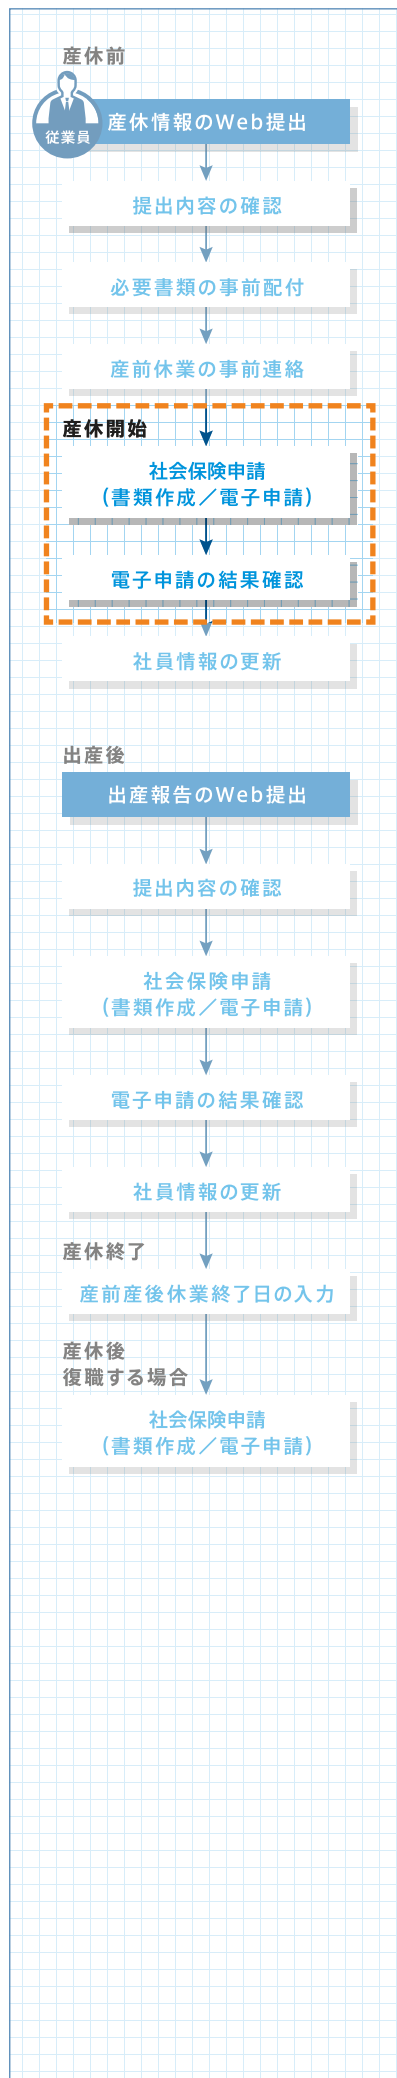 産休前
従業員
産休情報のWeb提出
提出内容の確認
必要書類の事前配付
産前休業の事前連絡
産休開始
社会保険申請
（書類作成／電子申請）
電子申請の結果確認
社員情報の更新
出産後
出産報告のWeb提出
提出内容の確認
社会保険申請
（書類作成／電子申請）
電子申請の結果確認
社員情報の更新
産休終了
産前産後休業終了日の入力
産休後
復職する場合
社会保険申請
（書類作成／電子申請）